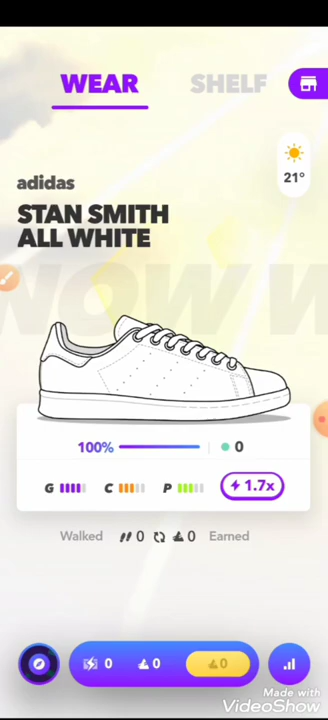 WEAR SHELF
21°
adidas
STAN SMITH
ALL WHITE
NOW W
100% 0
G C P 1.7x
Walked 0 0 Earned
0 0 0
Made with
VideoShow